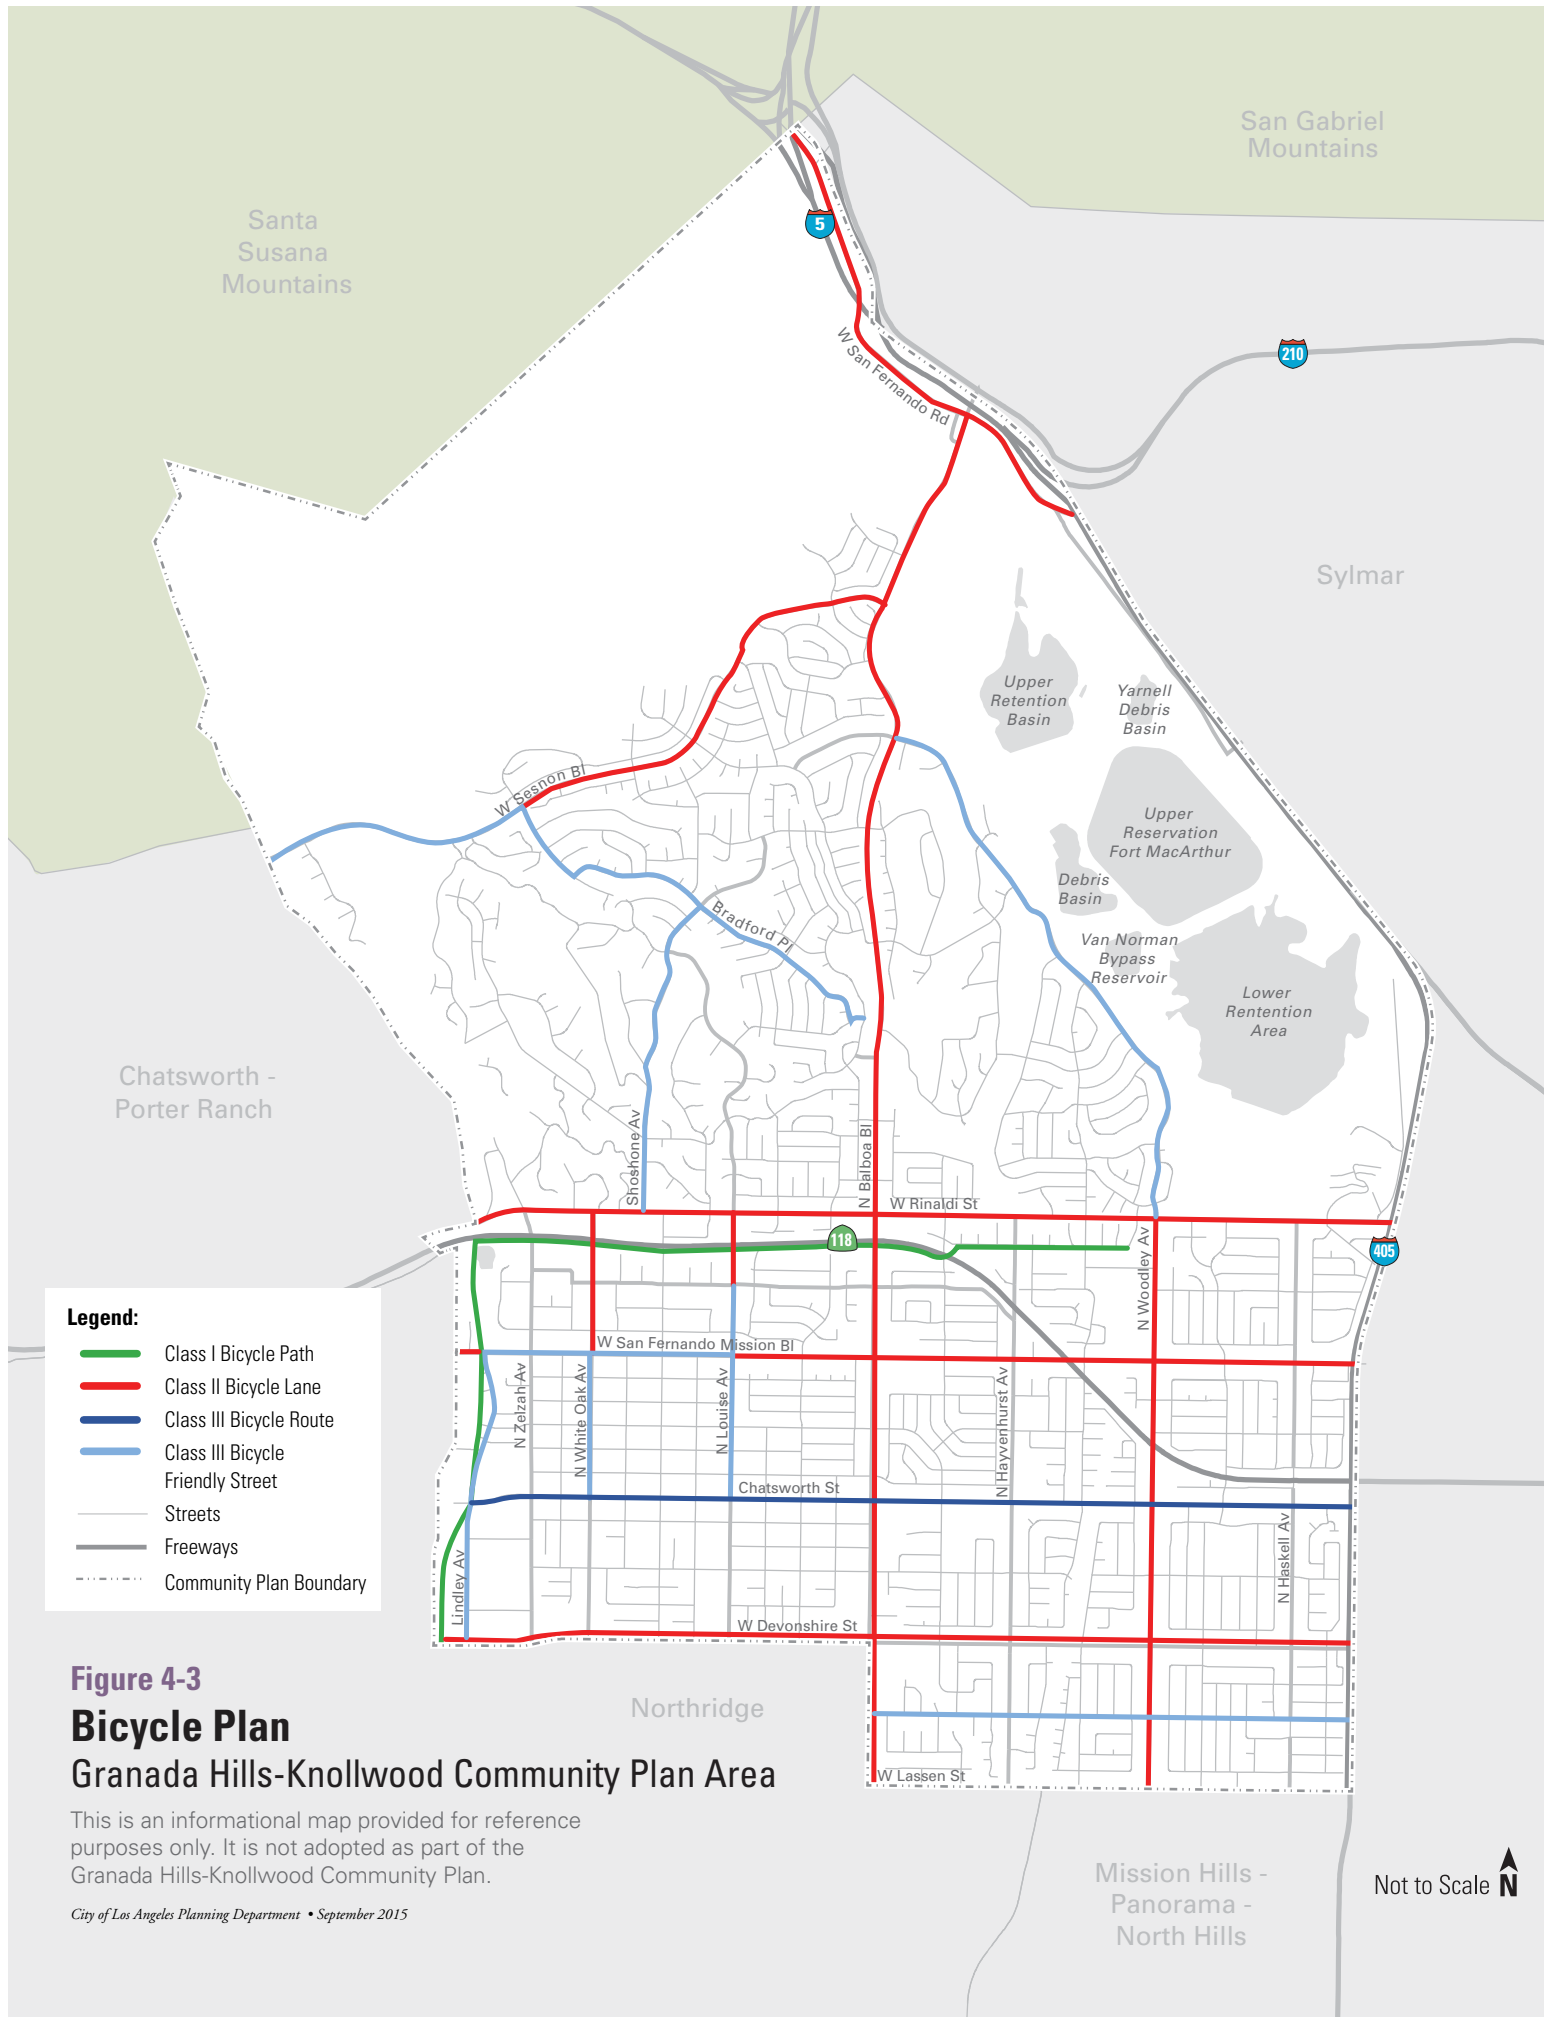 San Gabriel
Mountains
Santa
Susana
Mountains
5
210
W San Fernando Rd
Sylmar
Upper
Retention
Basin
Yarnell
Debris
Basin
W Sesnon Bl
Upper
Reservation
Fort MacArthur
Debris
Basin
Bradford Pl
Van Norman
Bypass
Reservoir
Lower
Rentention
Area
Chatsworth -
Porter Ranch
Shoshone Av
N Balboa Bl
W Rinaldi St
118
405
N Woodley Av
Legend:
Class I Bicycle Path
Class II Bicycle Lane
Class III Bicycle Route
Class III Bicycle
Friendly Street
Streets
Freeways
Community Plan Boundary
W San Fernando Mission Bl
N Zelzah Av
N White Oak Av
N Louise Av
N Hayvenhurst Av
Chatsworth St
N Haskell Av
Lindley Av
W Devonshire St
Northridge
W Lassen St
Figure 4-3
Bicycle Plan
Granada Hills-Knollwood Community Plan Area
This is an informational map provided for reference
purposes only. It is not adopted as part of the
Granada Hills-Knollwood Community Plan.
City of Los Angeles Planning Department • September 2015
Mission Hills -
Panorama -
North Hills
Not to Scale N